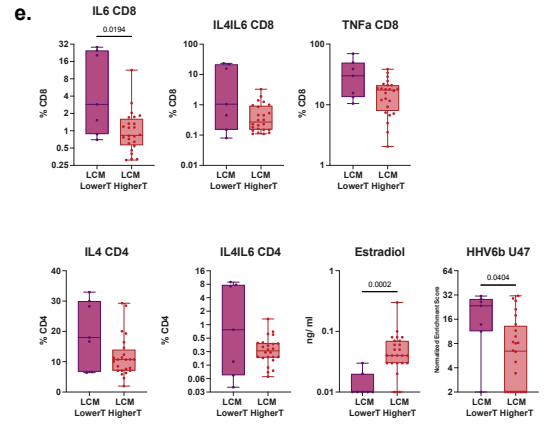 e.
IL6 CD8
0.0194
% CD8
32
16
8
4
2
1
0.5
0.25
LCM LCM
LowerT HigherT
IL4IL6 CD8
% CD8
100
10
1
0.1
0.01
LCM LCM
LowerT HigherT
TNFa CD8
% CD8
100
10
1
LCM LCM
LowerT HigherT
IL4 CD4
% CD4
40
30
20
10
0
LCM LCM
LowerT HigherT
IL4IL6 CD4
% CD4
16
8
4
2
1
0.5
0.3
0.1
0.06
0.03
LCM LCM
LowerT HigherT
Estradiol
0.0002
ng/ ml
1
0.1
0.01
LCM LCM
LowerT HigherT
HHV6b U47
0.0404
Normalized Enrichment Score
64
32
16
8
4
2
LCM LCM
LowerT HigherT